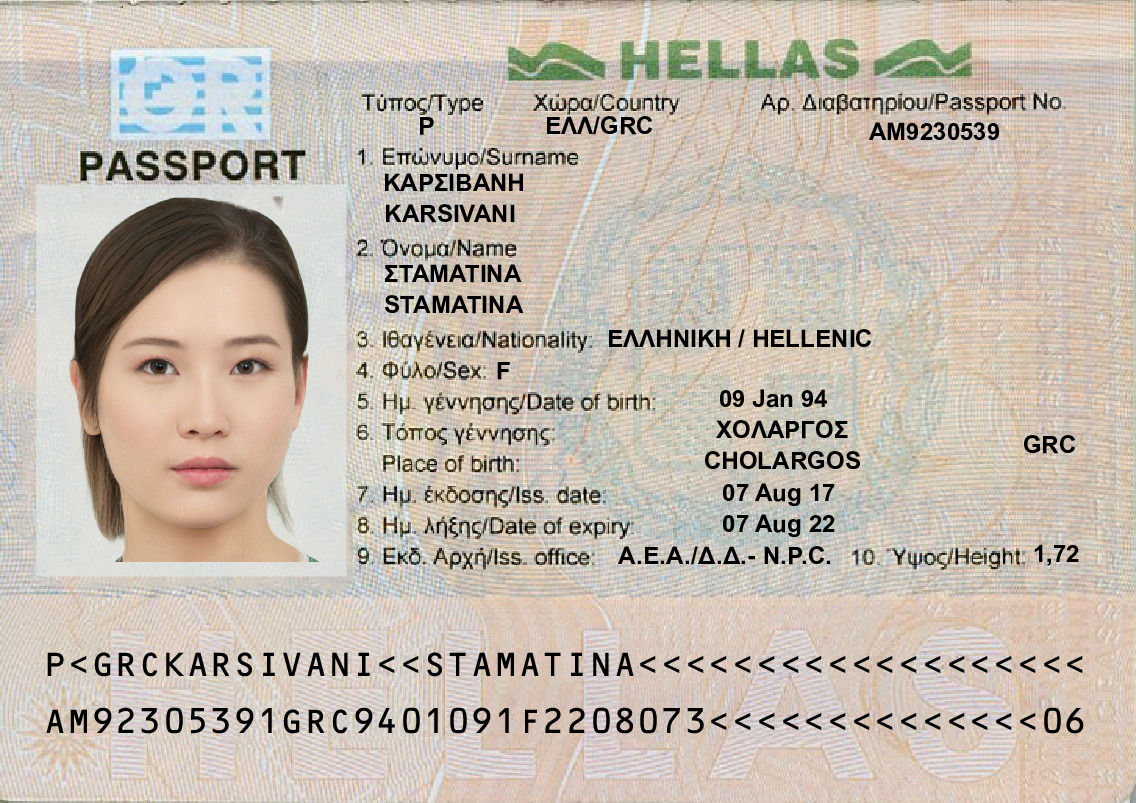 GR
HELLAS
PASSPORT
Τύπος/Type Χώρα/Country Αρ. Διαβατηρίου/Passport No.
P ΕΛΛ/GRC AM9230539
1. Επώνυμο/Surname
ΚΑΡΣΙΒΑΝΗ
KARSIVANI
2. Όνομα/Name
ΣΤΑΜΑΤΙΝΑ
STAMATINA
3. Ιθαγένεια/Nationality: ΕΛΛΗΝΙΚΗ / HELLENIC
4. Φύλο/Sex: F
5. Ημ. γέννησης/Date of birth: 09 Jan 94
6. Τόπος γέννησης: ΧΟΛΑΡΓΟΣ
Place of birth: CHOLARGOS GRC
7. Ημ. έκδοσης/Iss. date: 07 Aug 17
8. Ημ. λήξης/Date of expiry: 07 Aug 22
9. Εκδ. Αρχή/Iss. office: Α.Ε.Α./Δ.Δ.- N.P.C. 10. Ύψος/Height: 1,72
HELLAS
P<GRCKARSIVANI<<STAMATINA<<<<<<<<<<<<<<<<<<<
AM92305391GRC9401091F2208073<<<<<<<<<<<<<<06